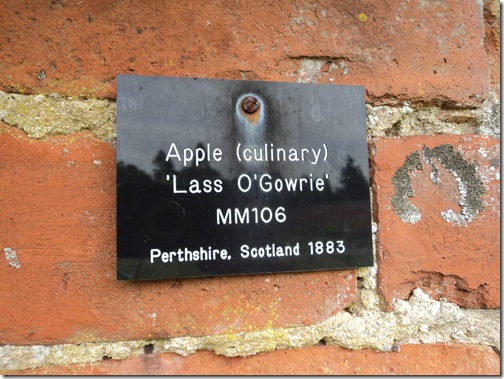 Apple (culinary)
'Lass O'Gowrie'
MM106
Perthshire, Scotland 1883